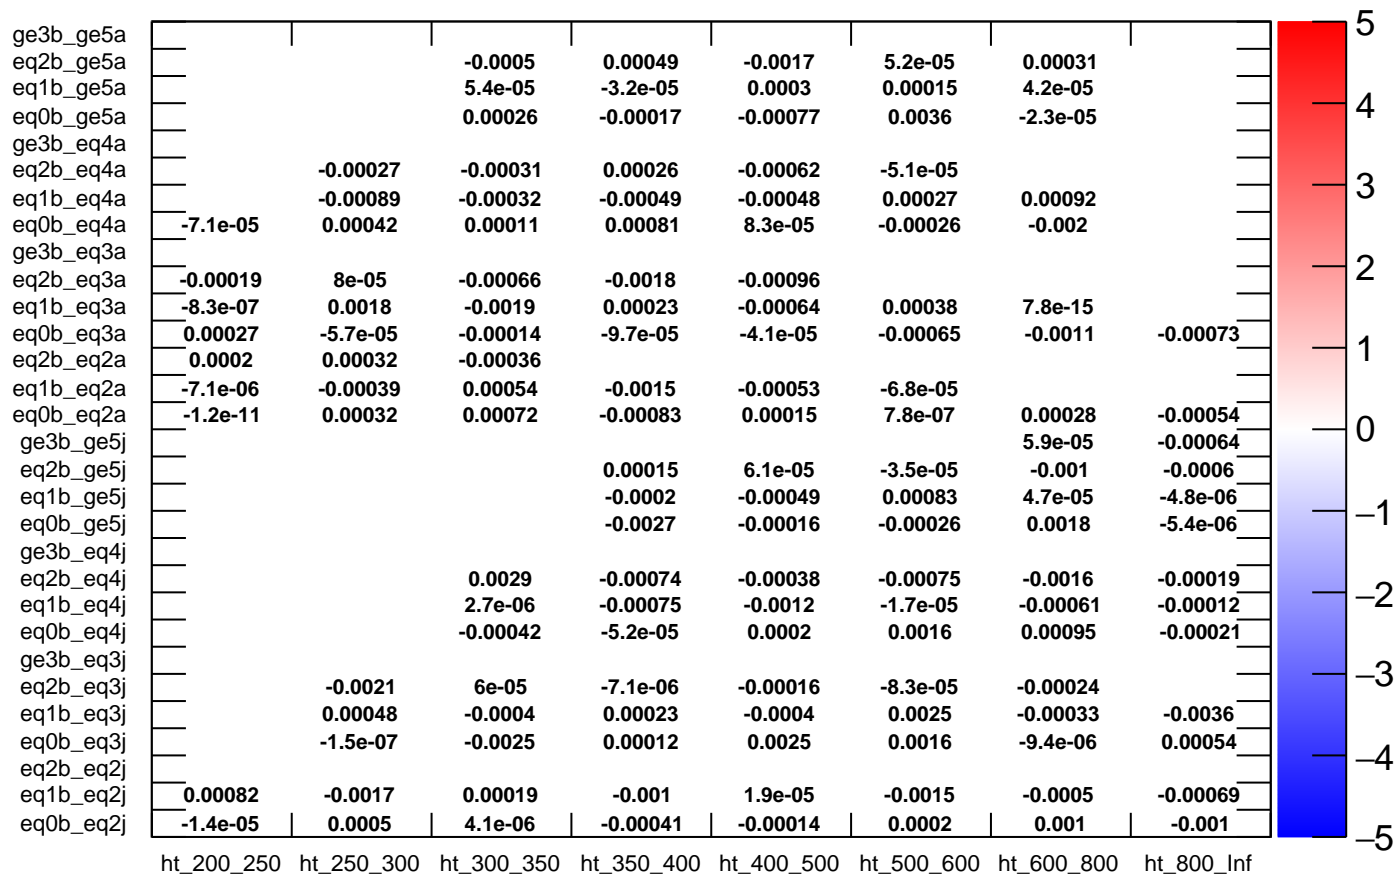 ge3b_ge5a
eq2b_ge5a -0.0005 0.00049 -0.0017 5.2e-05 0.00031
eq1b_ge5a 5.4e-05 -3.2e-05 0.0003 0.00015 4.2e-05
eq0b_ge5a 0.00026 -0.00017 -0.00077 0.0036 -2.3e-05
ge3b_eq4a
eq2b_eq4a -0.00027 -0.00031 0.00026 -0.00062 -5.1e-05
eq1b_eq4a -0.00089 -0.00032 -0.00049 -0.00048 0.00027 0.00092
eq0b_eq4a -7.1e-05 0.00042 0.00011 0.00081 8.3e-05 -0.00026 -0.002
ge3b_eq3a
eq2b_eq3a -0.00019 8e-05 -0.00066 -0.0018 -0.00096
eq1b_eq3a -8.3e-07 0.0018 -0.0019 0.00023 -0.00064 0.00038 7.8e-15
eq0b_eq3a 0.00027 -5.7e-05 -0.00014 -9.7e-05 -4.1e-05 -0.00065 -0.0011 -0.00073
eq2b_eq2a 0.0002 0.00032 -0.00036
eq1b_eq2a -7.1e-06 -0.00039 0.00054 -0.0015 -0.00053 -6.8e-05
eq0b_eq2a -1.2e-11 0.00032 0.00072 -0.00083 0.00015 7.8e-07 0.00028 -0.00054
ge3b_ge5j 5.9e-05 -0.00064
eq2b_ge5j 0.00015 6.1e-05 -3.5e-05 -0.001 -0.0006
eq1b_ge5j -0.0002 -0.00049 0.00083 4.7e-05 -4.8e-06
eq0b_ge5j -0.0027 -0.00016 -0.00026 0.0018 -5.4e-06
ge3b_eq4j
eq2b_eq4j 0.0029 -0.00074 -0.00038 -0.00075 -0.0016 -0.00019
eq1b_eq4j 2.7e-06 -0.00075 -0.0012 -1.7e-05 -0.00061 -0.00012
eq0b_eq4j -0.00042 -5.2e-05 0.0002 0.0016 0.00095 -0.00021
ge3b_eq3j
eq2b_eq3j -0.0021 6e-05 -7.1e-06 -0.00016 -8.3e-05 -0.00024
eq1b_eq3j 0.00048 -0.0004 0.00023 -0.0004 0.0025 -0.00033 -0.0036
eq0b_eq3j -1.5e-07 -0.0025 0.00012 0.0025 0.0016 -9.4e-06 0.00054
eq2b_eq2j
eq1b_eq2j 0.00082 -0.0017 0.00019 -0.001 1.9e-05 -0.0015 -0.0005 -0.00069
eq0b_eq2j -1.4e-05 0.0005 4.1e-06 -0.00041 -0.00014 0.0002 0.001 -0.001
ht_200_250 ht_250_300 ht_300_350 ht_350_400 ht_400_500 ht_500_600 ht_600_800 ht_800_Inf
5
4
3
2
1
0
−1
−2
−3
−4
−5